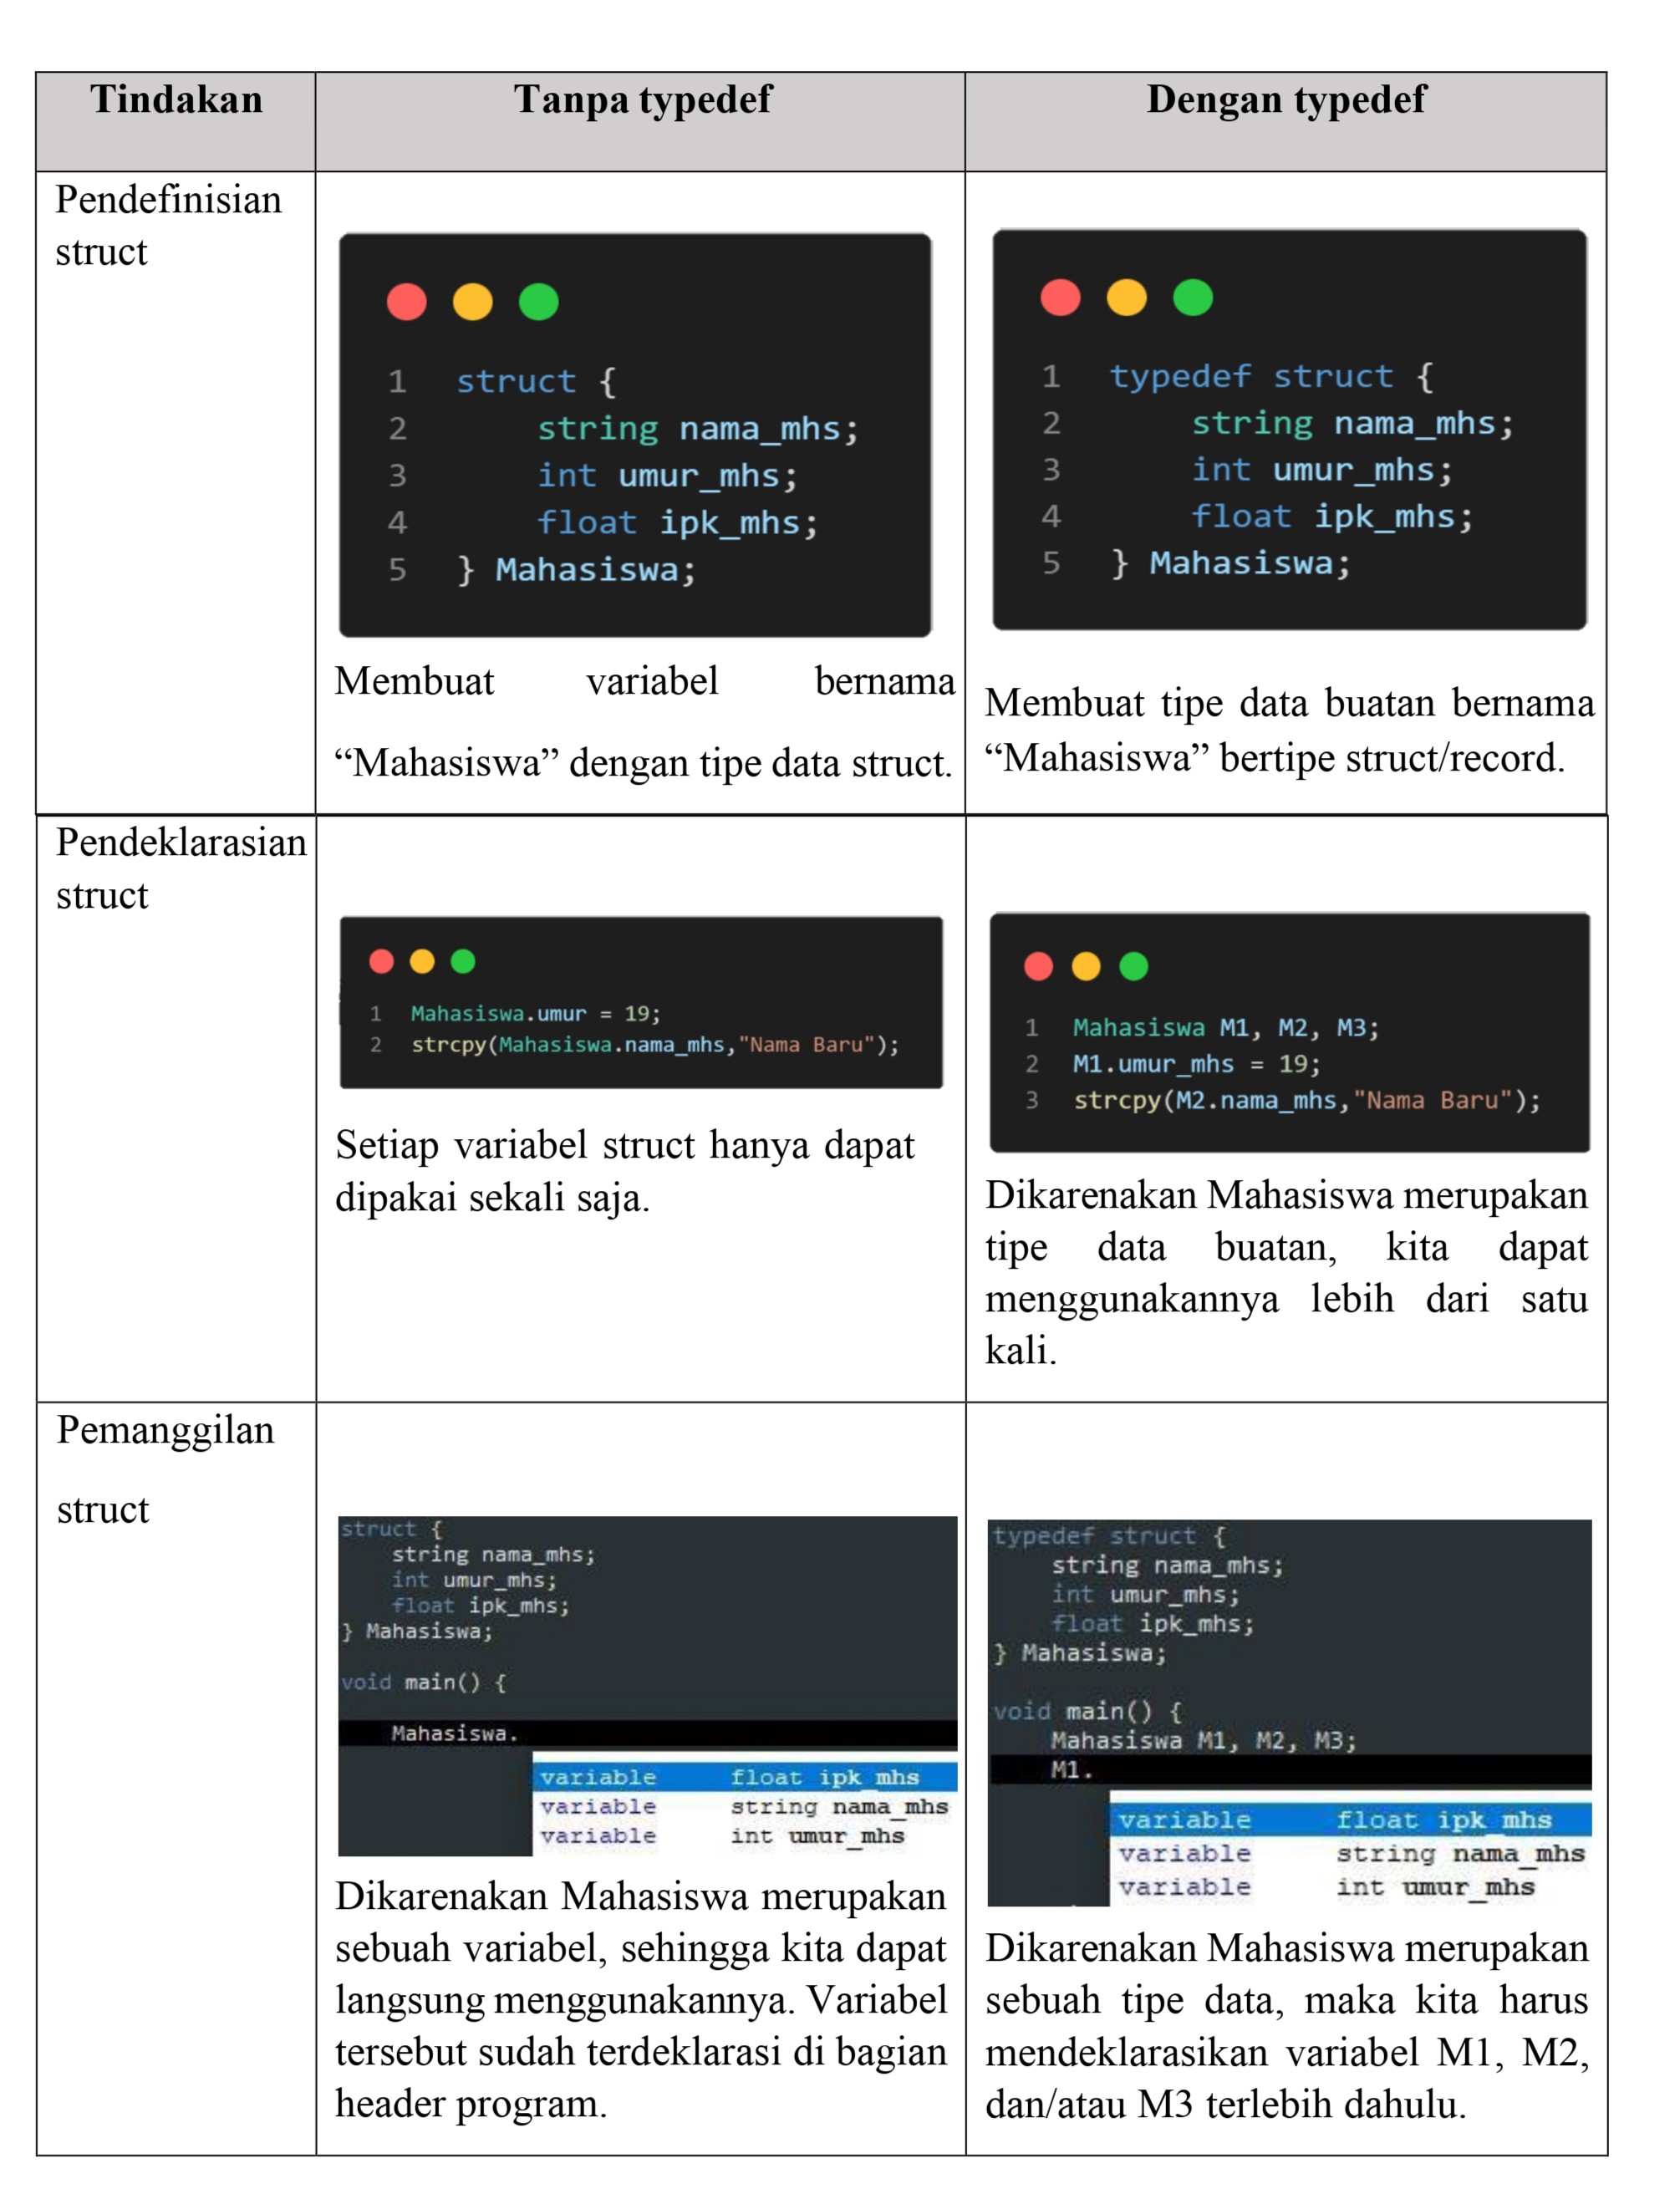 Tindakan
Tanpa typedef
Dengan typedef
Pendefinisian
struct
1 struct {
2 string nama_mhs;
3 int umur_mhs;
4 float ipk_mhs;
5 } Mahasiswa;
Membuat variabel bernama
“Mahasiswa” dengan tipe data struct.
1 typedef struct {
2 string nama_mhs;
3 int umur_mhs;
4 float ipk_mhs;
5 } Mahasiswa;
Membuat tipe data buatan bernama
“Mahasiswa” bertipe struct/record.
Pendeklarasian
struct
1 Mahasiswa.umur = 19;
2 strcpy(Mahasiswa.nama_mhs,"Nama Baru");
Setiap variabel struct hanya dapat
dipakai sekali saja.
1 Mahasiswa M1, M2, M3;
2 M1.umur_mhs = 19;
3 strcpy(M2.nama_mhs,"Nama Baru");
Dikarenakan Mahasiswa merupakan
tipe data buatan, kita dapat
menggunakannya lebih dari satu
kali.
Pemanggilan
struct
struct {
string nama_mhs;
int umur_mhs;
float ipk_mhs;
} Mahasiswa;
void main() {
Mahasiswa.
variable float ipk_mhs
variable string nama_mhs
variable int umur_mhs
Dikarenakan Mahasiswa merupakan
sebuah variabel, sehingga kita dapat
langsung menggunakannya. Variabel
tersebut sudah terdeklarasi di bagian
header program.
typedef struct {
string nama_mhs;
int umur_mhs;
float ipk_mhs;
} Mahasiswa;
void main() {
Mahasiswa M1, M2, M3;
M1.
variable float ipk_mhs
variable string nama_mhs
variable int umur_mhs
Dikarenakan Mahasiswa merupakan
sebuah tipe data, maka kita harus
mendeklarasikan variabel M1, M2,
dan/atau M3 terlebih dahulu.